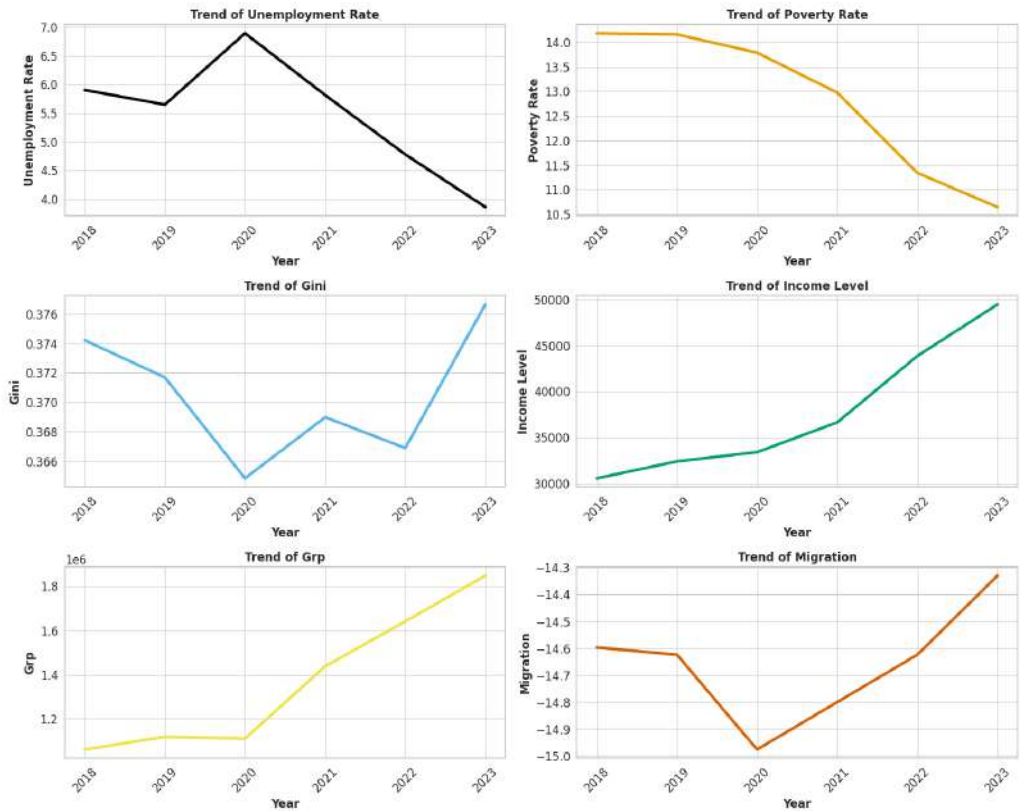 Trend of Unemployment Rate
Unemployment Rate
7.0
6.5
6.0
5.5
5.0
4.5
4.0
2018 2019 2020 2021 2022 2023
Year
Trend of Poverty Rate
Poverty Rate
14.0
13.5
13.0
12.5
12.0
11.5
11.0
10.5
2018 2019 2020 2021 2022 2023
Year
Trend of Gini
Gini
0.376
0.374
0.372
0.370
0.368
0.366
2018 2019 2020 2021 2022 2023
Year
Trend of Income Level
Income Level
50000
45000
40000
35000
30000
2018 2019 2020 2021 2022 2023
Year
Trend of Grp
1e6
Grp
1.8
1.6
1.4
1.2
2018 2019 2020 2021 2022 2023
Year
Trend of Migration
Migration
−14.3
−14.4
−14.5
−14.6
−14.7
−14.8
−14.9
−15.0
2018 2019 2020 2021 2022 2023
Year